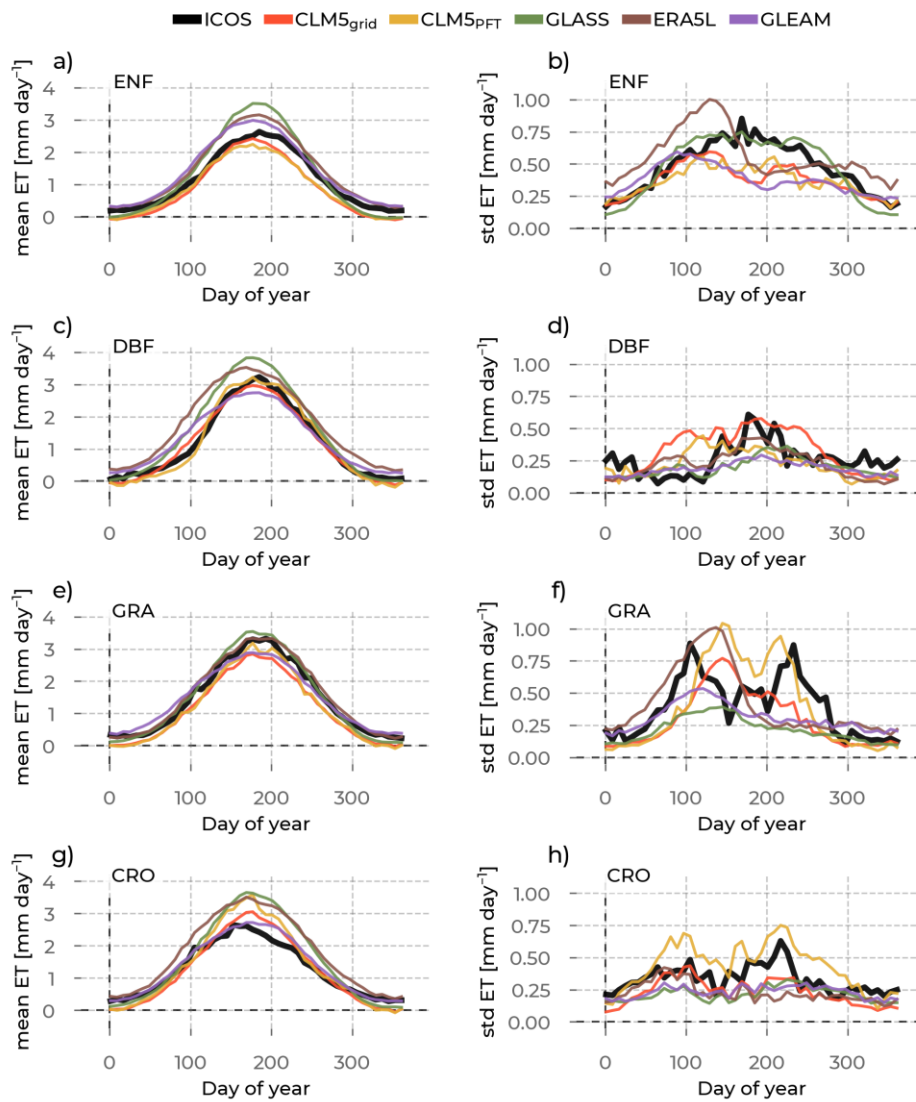 ICOS CLM5grid CLM5PFT GLASS ERA5L GLEAM
a) ENF
mean ET [mm day⁻¹]
4
3
2
1
0
0 100 200 300
Day of year
b) ENF
std ET [mm day⁻¹]
1.00
0.75
0.50
0.25
0.00
0 100 200 300
Day of year
c) DBF
mean ET [mm day⁻¹]
4
3
2
1
0
0 100 200 300
Day of year
d) DBF
std ET [mm day⁻¹]
1.00
0.75
0.50
0.25
0.00
0 100 200 300
Day of year
e) GRA
mean ET [mm day⁻¹]
4
3
2
1
0
0 100 200 300
Day of year
f) GRA
std ET [mm day⁻¹]
1.00
0.75
0.50
0.25
0.00
0 100 200 300
Day of year
g) CRO
mean ET [mm day⁻¹]
4
3
2
1
0
0 100 200 300
Day of year
h) CRO
std ET [mm day⁻¹]
1.00
0.75
0.50
0.25
0.00
0 100 200 300
Day of year